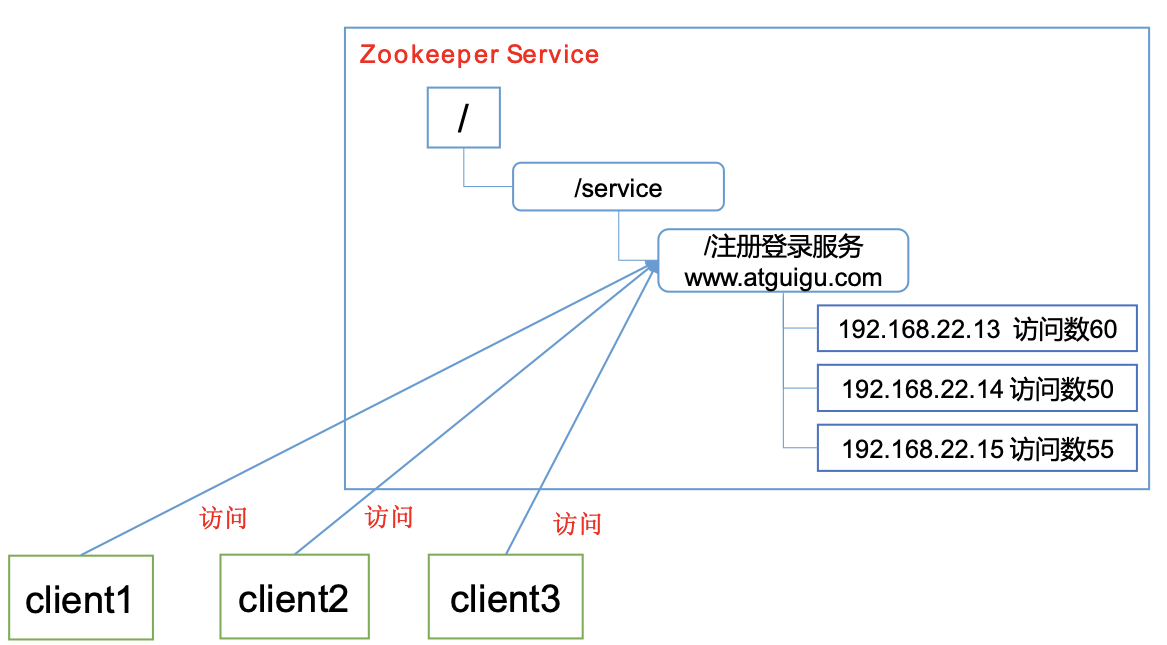 Zookeeper Service
/
/service
/注册登录服务
www.atguigu.com
192.168.22.13 访问数60
192.168.22.14 访问数50
192.168.22.15 访问数55
访问
访问
访问
client1
client2
client3